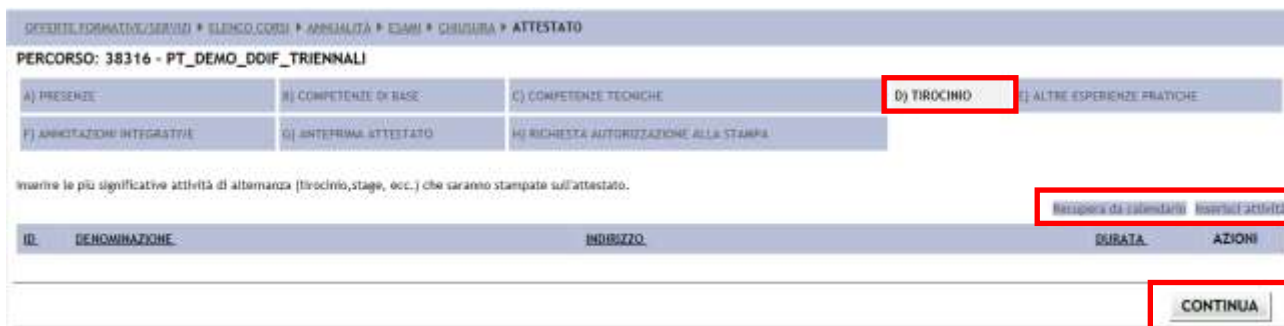 OFFERTE FORMATIVE/SERVIZI ▸ ELENCO CORSI ▸ ANNUALITÀ ▸ ESAMI ▸ CHIUSURA ▸ ATTESTATO
PERCORSO: 38316 - PT_DEMO_DDIF_TRIENNALI
A) PRESENZE B) COMPETENZE DI BASE C) COMPETENZE TECNICHE D) TIROCINIO E) ALTRE ESPERIENZE PRATICHE
F) ANNOTAZIONI INTEGRATIVE G) ANTEPRIMA ATTESTATO H) RICHIESTA AUTORIZZAZIONE ALLA STAMPA
Inserire le più significative attività di alternanza (tirocinio,stage, ecc.) che saranno stampate sull'attestato.
Recupera da calendario Inserisci attività
ID DENOMINAZIONE INDIRIZZO DURATA AZIONI
CONTINUA